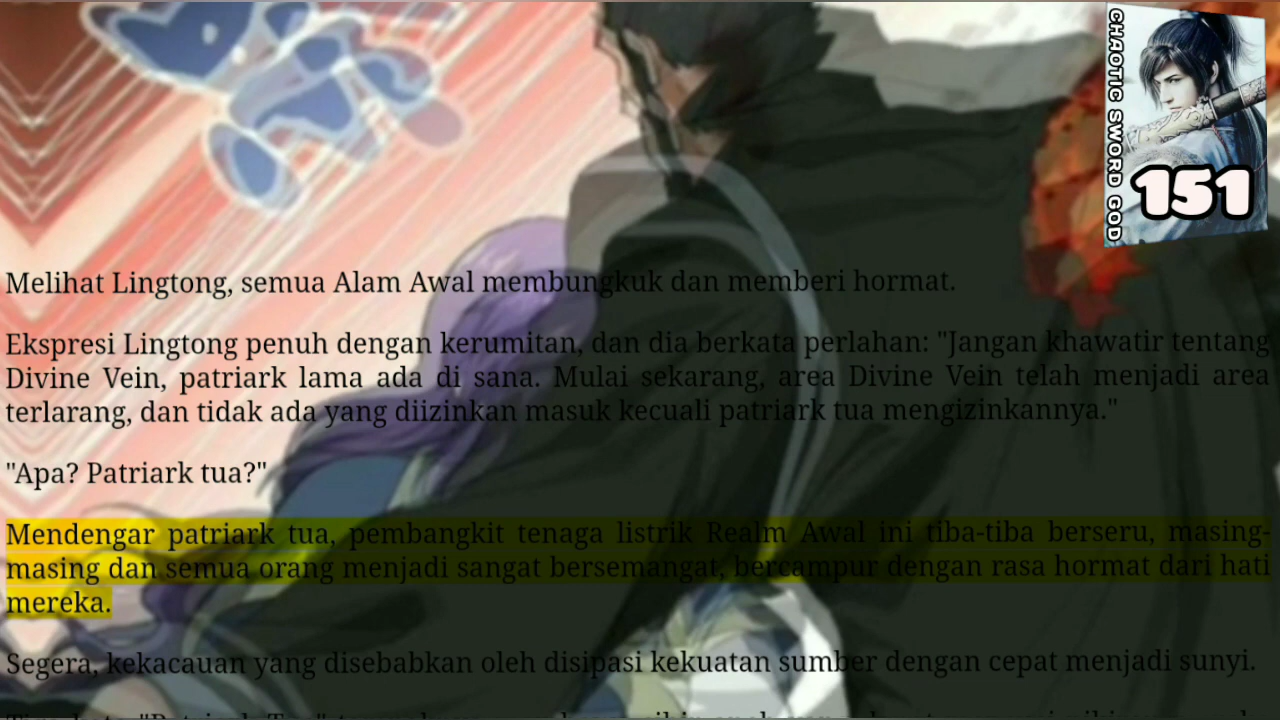 CHAOTIC SWORD GOD
151
Melihat Lingtong, semua Alam Awal membungkuk dan memberi hormat.
Ekspresi Lingtong penuh dengan kerumitan, dan dia berkata perlahan: "Jangan khawatir tentang
Divine Vein, patriark lama ada di sana. Mulai sekarang, area Divine Vein telah menjadi area
terlarang, dan tidak ada yang diizinkan masuk kecuali patriark tua mengizinkannya."
"Apa? Patriark tua?"
Mendengar patriark tua, pembangkit tenaga listrik Realm Awal ini tiba-tiba berseru, masing-
masing dan semua orang menjadi sangat bersemangat, bercampur dengan rasa hormat dari hati
mereka.
Segera, kekacauan yang disebabkan oleh disipasi kekuatan sumber dengan cepat menjadi sunyi.